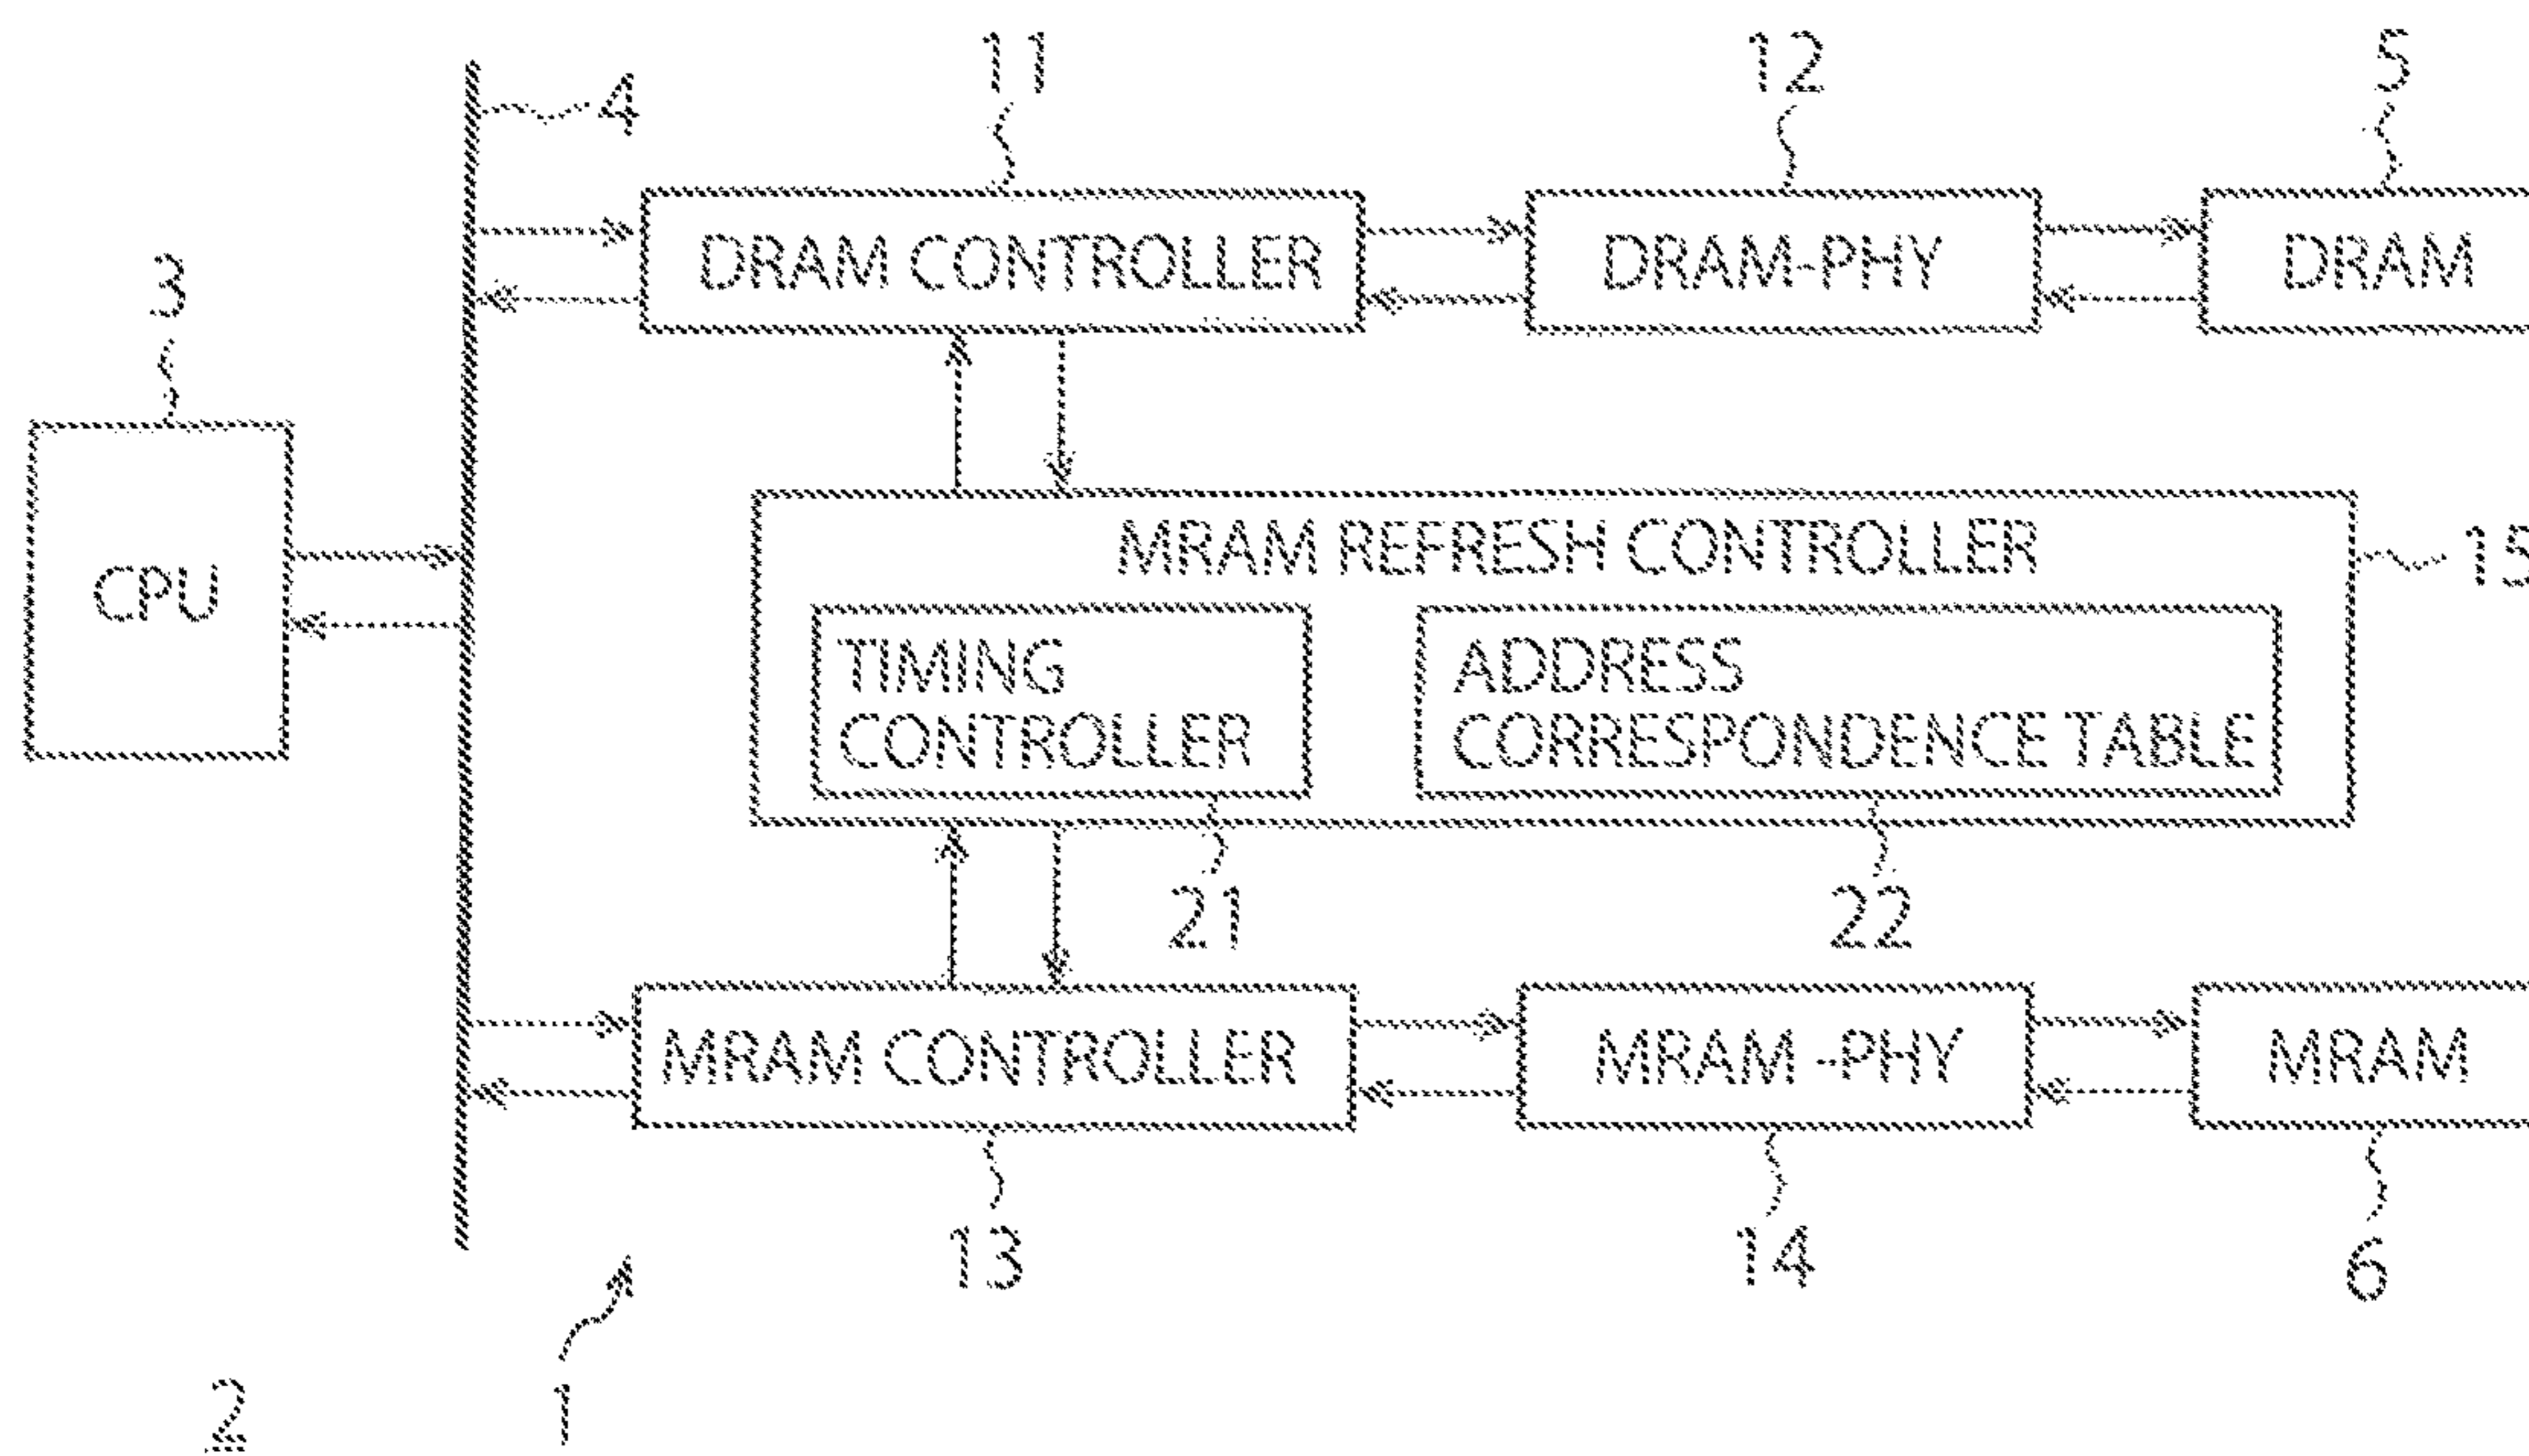 11
12
5
4
DRAM CONTROLLER
DRAM-PHY
DRAM
3
CPU
MRAM REFRESH CONTROLLER
15
TIMING
CONTROLLER
ADDRESS
CORRESPONDENCE TABLE
21
22
MRAM CONTROLLER
MRAM -PHY
MRAM
13
14
6
1
2